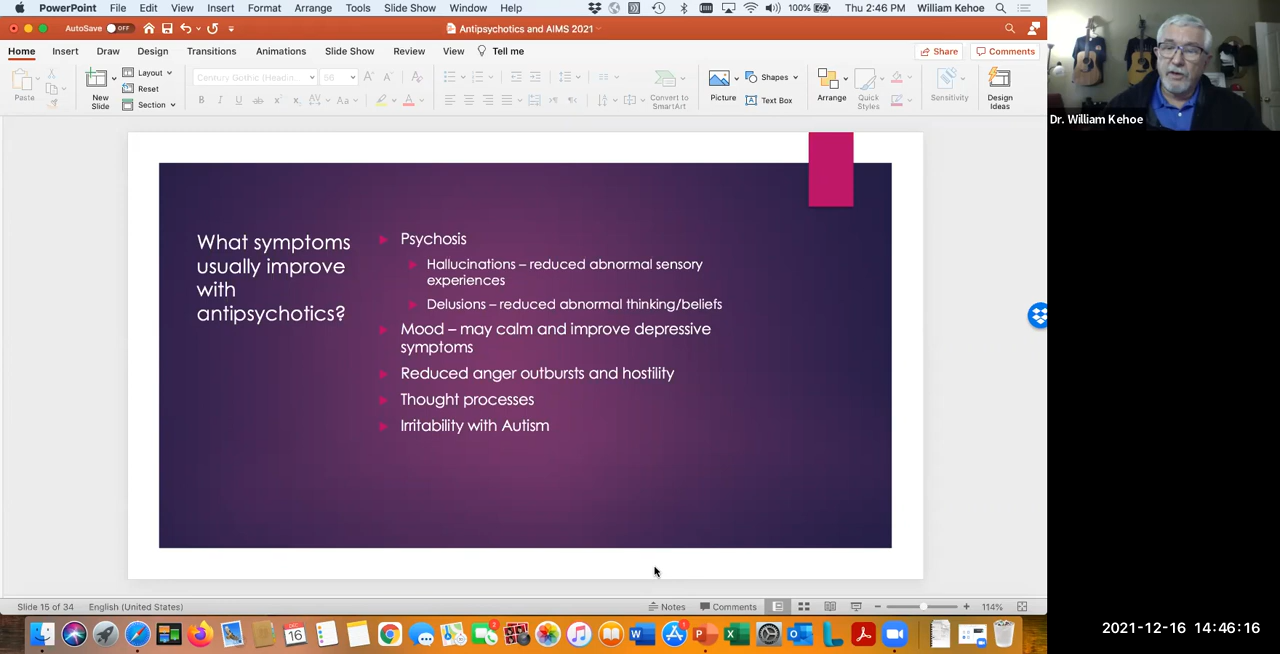 PowerPoint File Edit View Insert Format Arrange Tools Slide Show Window Help 100% Thu 2:46 PM William Kehoe
AutoSave OFF Antipsychotics and AIMS 2021
Home Insert Draw Design Transitions Animations Slide Show Review View Tell me Share Comments
Paste
New
Slide
Layout
Reset
Section
Century Gothic (Headin... 56
Convert to
SmartArt
Picture
Shapes
Text Box
Arrange
Quick
Styles
Sensitivity
Design
Ideas
Dr. William Kehoe
What symptoms
usually improve
with
antipsychotics?
Psychosis
Hallucinations – reduced abnormal sensory
experiences
Delusions – reduced abnormal thinking/beliefs
Mood – may calm and improve depressive
symptoms
Reduced anger outbursts and hostility
Thought processes
Irritability with Autism
Slide 15 of 34 English (United States) Notes Comments 114%
2021-12-16 14:46:16